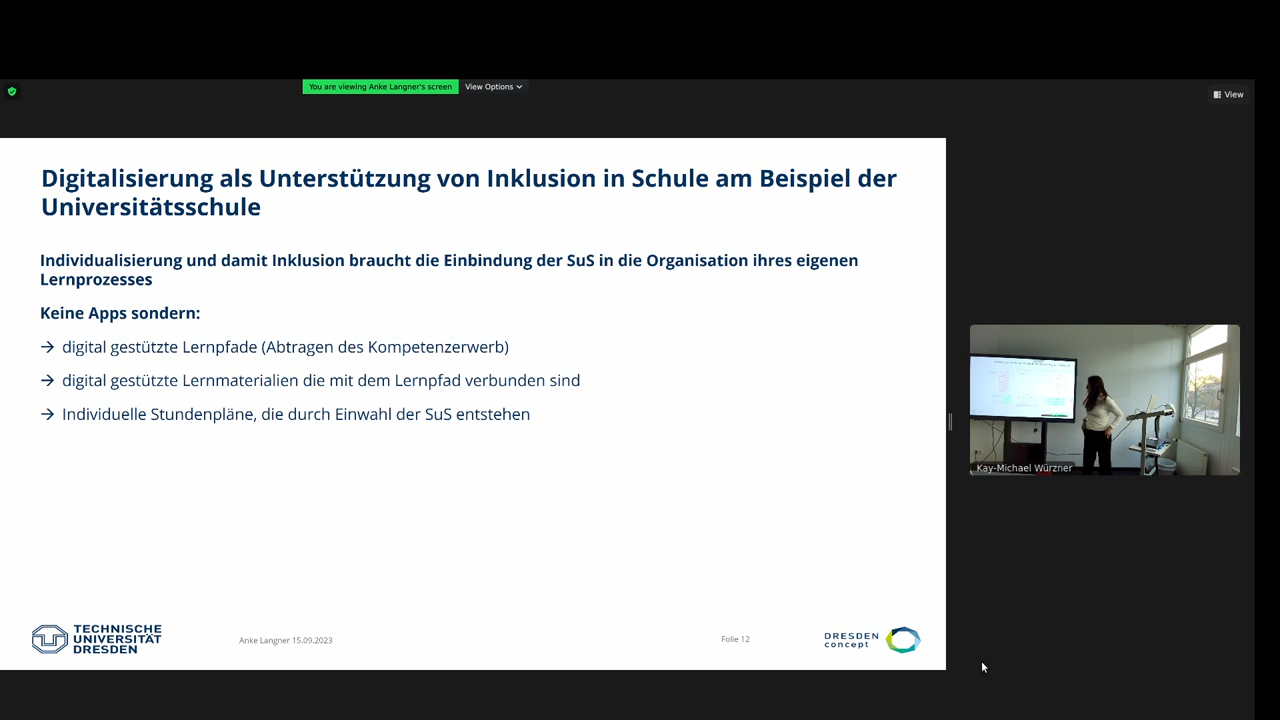 You are viewing Anke Langner's screen
View Options
View
Digitalisierung als Unterstützung von Inklusion in Schule am Beispiel der
Universitätsschule
Individualisierung und damit Inklusion braucht die Einbindung der SuS in die Organisation ihres eigenen
Lernprozesses
Keine Apps sondern:
→ digital gestützte Lernpfade (Abtragen des Kompetenzerwerb)
→ digital gestützte Lernmaterialien die mit dem Lernpfad verbunden sind
→ Individuelle Stundenpläne, die durch Einwahl der SuS entstehen
Kay-Michael Würzner
TECHNISCHE
UNIVERSITÄT
DRESDEN
Anke Langner 15.09.2023
Folie 12
DRESDEN
concept